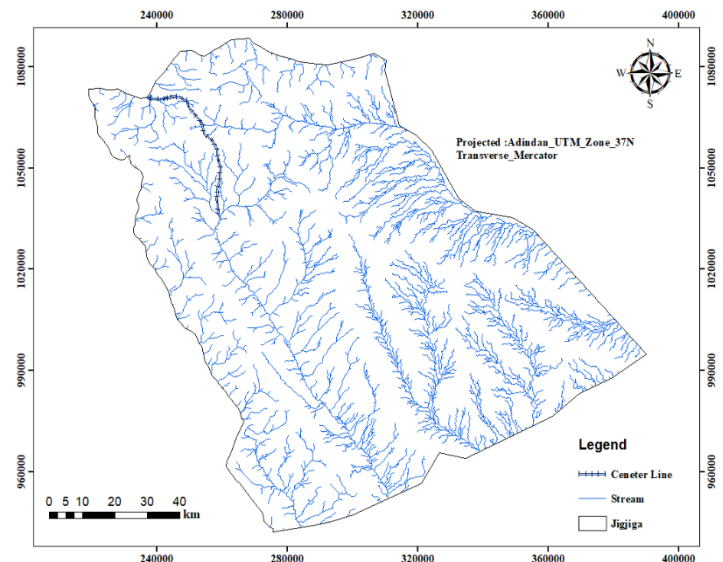 240000 280000 320000 360000 400000
1080000 1080000
1050000 1050000
1020000 1020000
990000 990000
960000 960000
N
W E
S
Projected :Adindau_UTM_Zone_37N
Transverse_Mercator
Legend
Ceneter Line
Stream
Jigjiga
0 5 10 20 30 40
km
240000 280000 320000 360000 400000